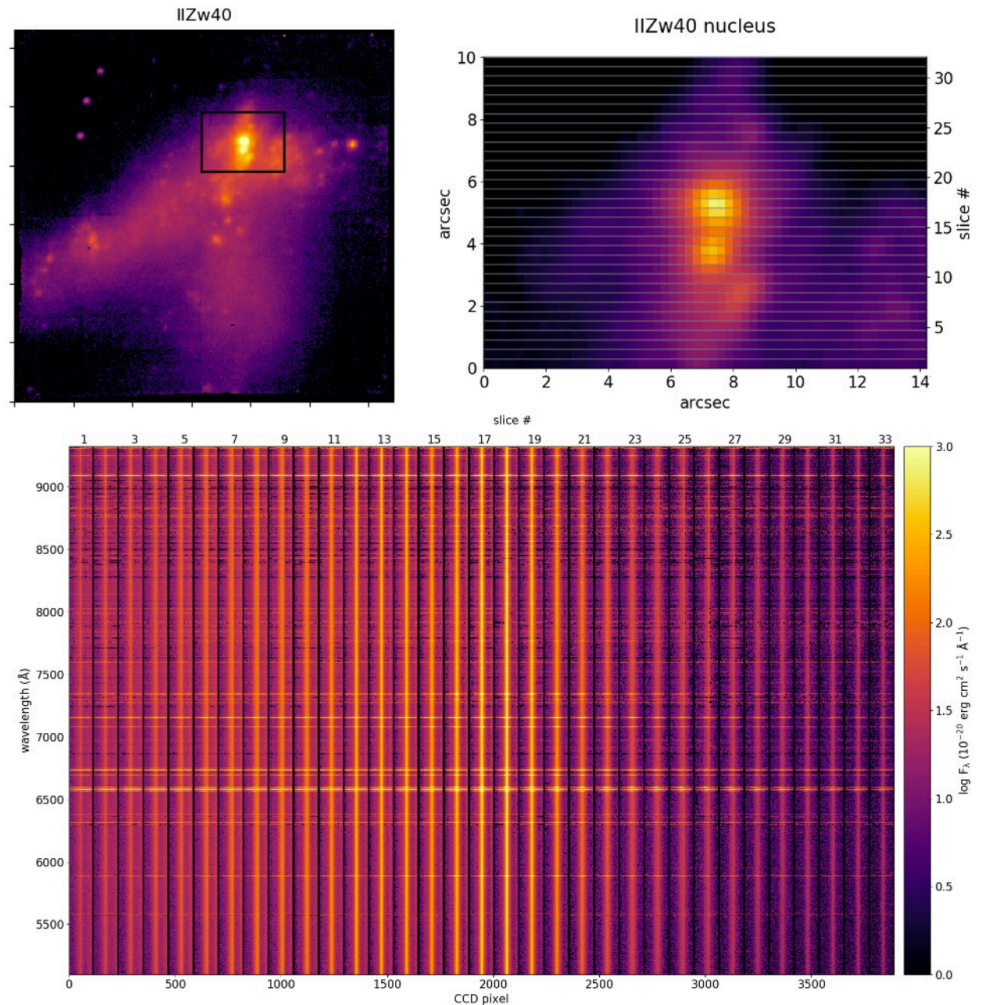 IIZw40
IIZw40 nucleus
arcsec
10
8
6
4
2
0
0 2 4 6 8 10 12 14
arcsec
30
25
20
15
10
5
slice #
slice #
1 3 5 7 9 11 13 15 17 19 21 23 25 27 29 31 33
wavelength (Å)
9000
8500
8000
7500
7000
6500
6000
5500
0 500 1000 1500 2000 2500 3000 3500
CCD pixel
3.0
2.5
2.0
1.5
1.0
0.5
0.0
log Fλ (10⁻²⁰ erg cm² s⁻¹ Å⁻¹)